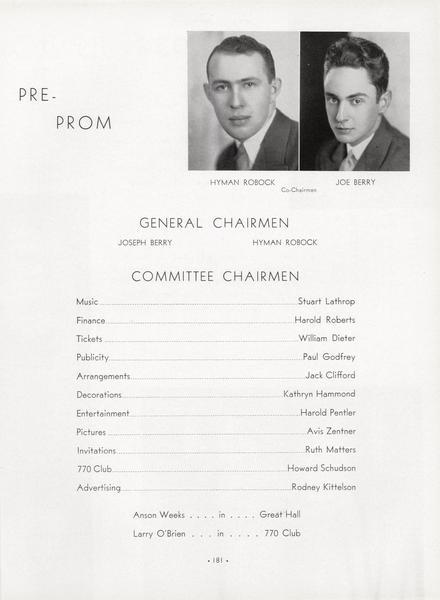 PRE-
PROM
HYMAN ROBOCK JOE BERRY
Co-Chairmen
GENERAL CHAIRMEN
JOSEPH BERRY HYMAN ROBOCK
COMMITTEE CHAIRMEN
Music Stuart Lathrop
Finance Harold Roberts
Tickets William Dieter
Publicity Paul Godfrey
Arrangements Jack Clifford
Decorations Kathryn Hammond
Entertainment Harold Pentler
Pictures Avis Zentner
Invitations Ruth Matters
770 Club Howard Schudson
Advertising Rodney Kittelson
Anson Weeks . . . . in . . . . Great Hall
Larry O'Brien . . . in . . . . 770 Club
• 181 •